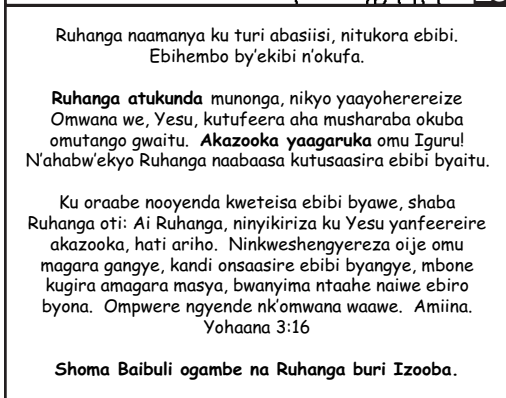 Ruhanga naamanya ku turi abasiisi, nitukora ebibi.
Ebihembo by'ekibi n'okufa.
Ruhanga atukunda munonga, nikyo yaayoherereize
Omwana we, Yesu, kutufeera aha musharaba okuba
omutango gwaitu. Akazooka yaagaruka omu Iguru!
N'ahabw'ekyo Ruhanga naabaasa kutusaasira ebibi byaitu.
Ku oraabe nooyenda kweteisa ebibi byawe, shaba
Ruhanga oti: Ai Ruhanga, ninyikiriza ku Yesu yanfeereire
akazooka, hati ariho. Ninkweshengyereza oije omu
magara gangye, kandi onsaasire ebibi byangye, mbone
kugira amagara masya, bwanyima ntaahe naiwe ebiro
byona. Ompwere ngyende nk'omwana waawe. Amiina.
Yohaana 3:16
Shoma Baibuli ogambe na Ruhanga buri Izooba.